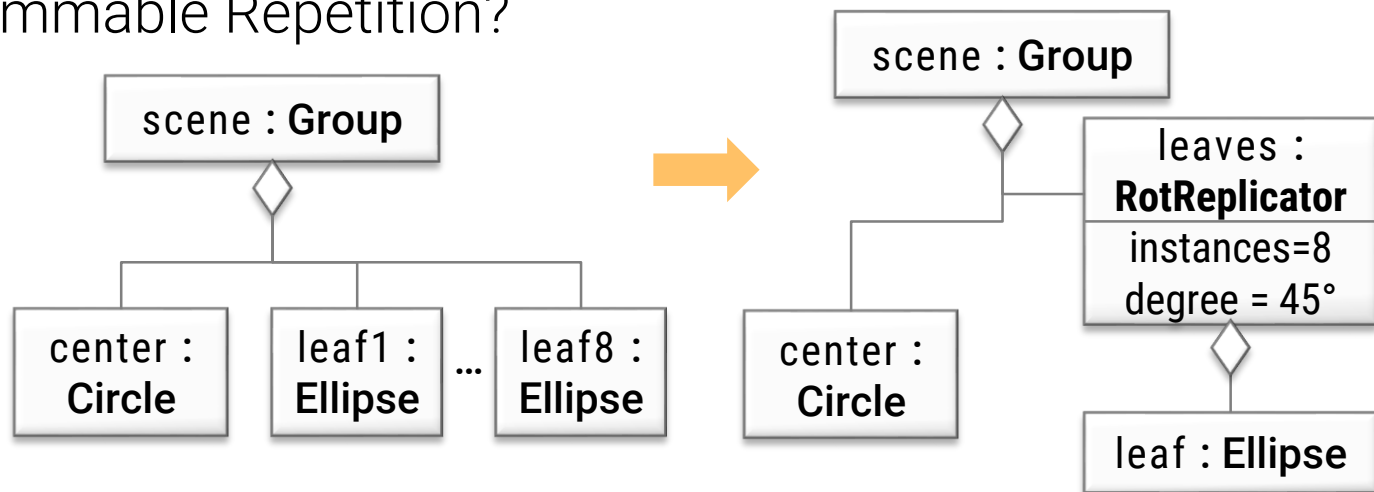 mmable Repetition?
scene : Group
center :
Circle
leaf1 :
Ellipse
...
leaf8 :
Ellipse
scene : Group
leaves :
RotReplicator
instances=8
degree = 45°
center :
Circle
leaf : Ellipse